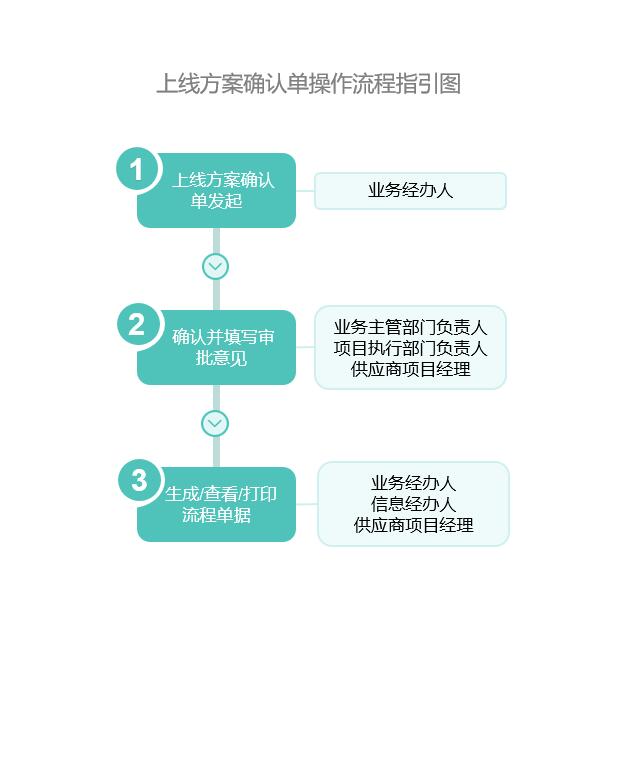 上线方案确认单操作流程指引图
1
上线方案确认
单发起
业务经办人
2
确认并填写审
批意见
业务主管部门负责人
项目执行部门负责人
供应商项目经理
3
生成/查看/打印
流程单据
业务经办人
信息经办人
供应商项目经理